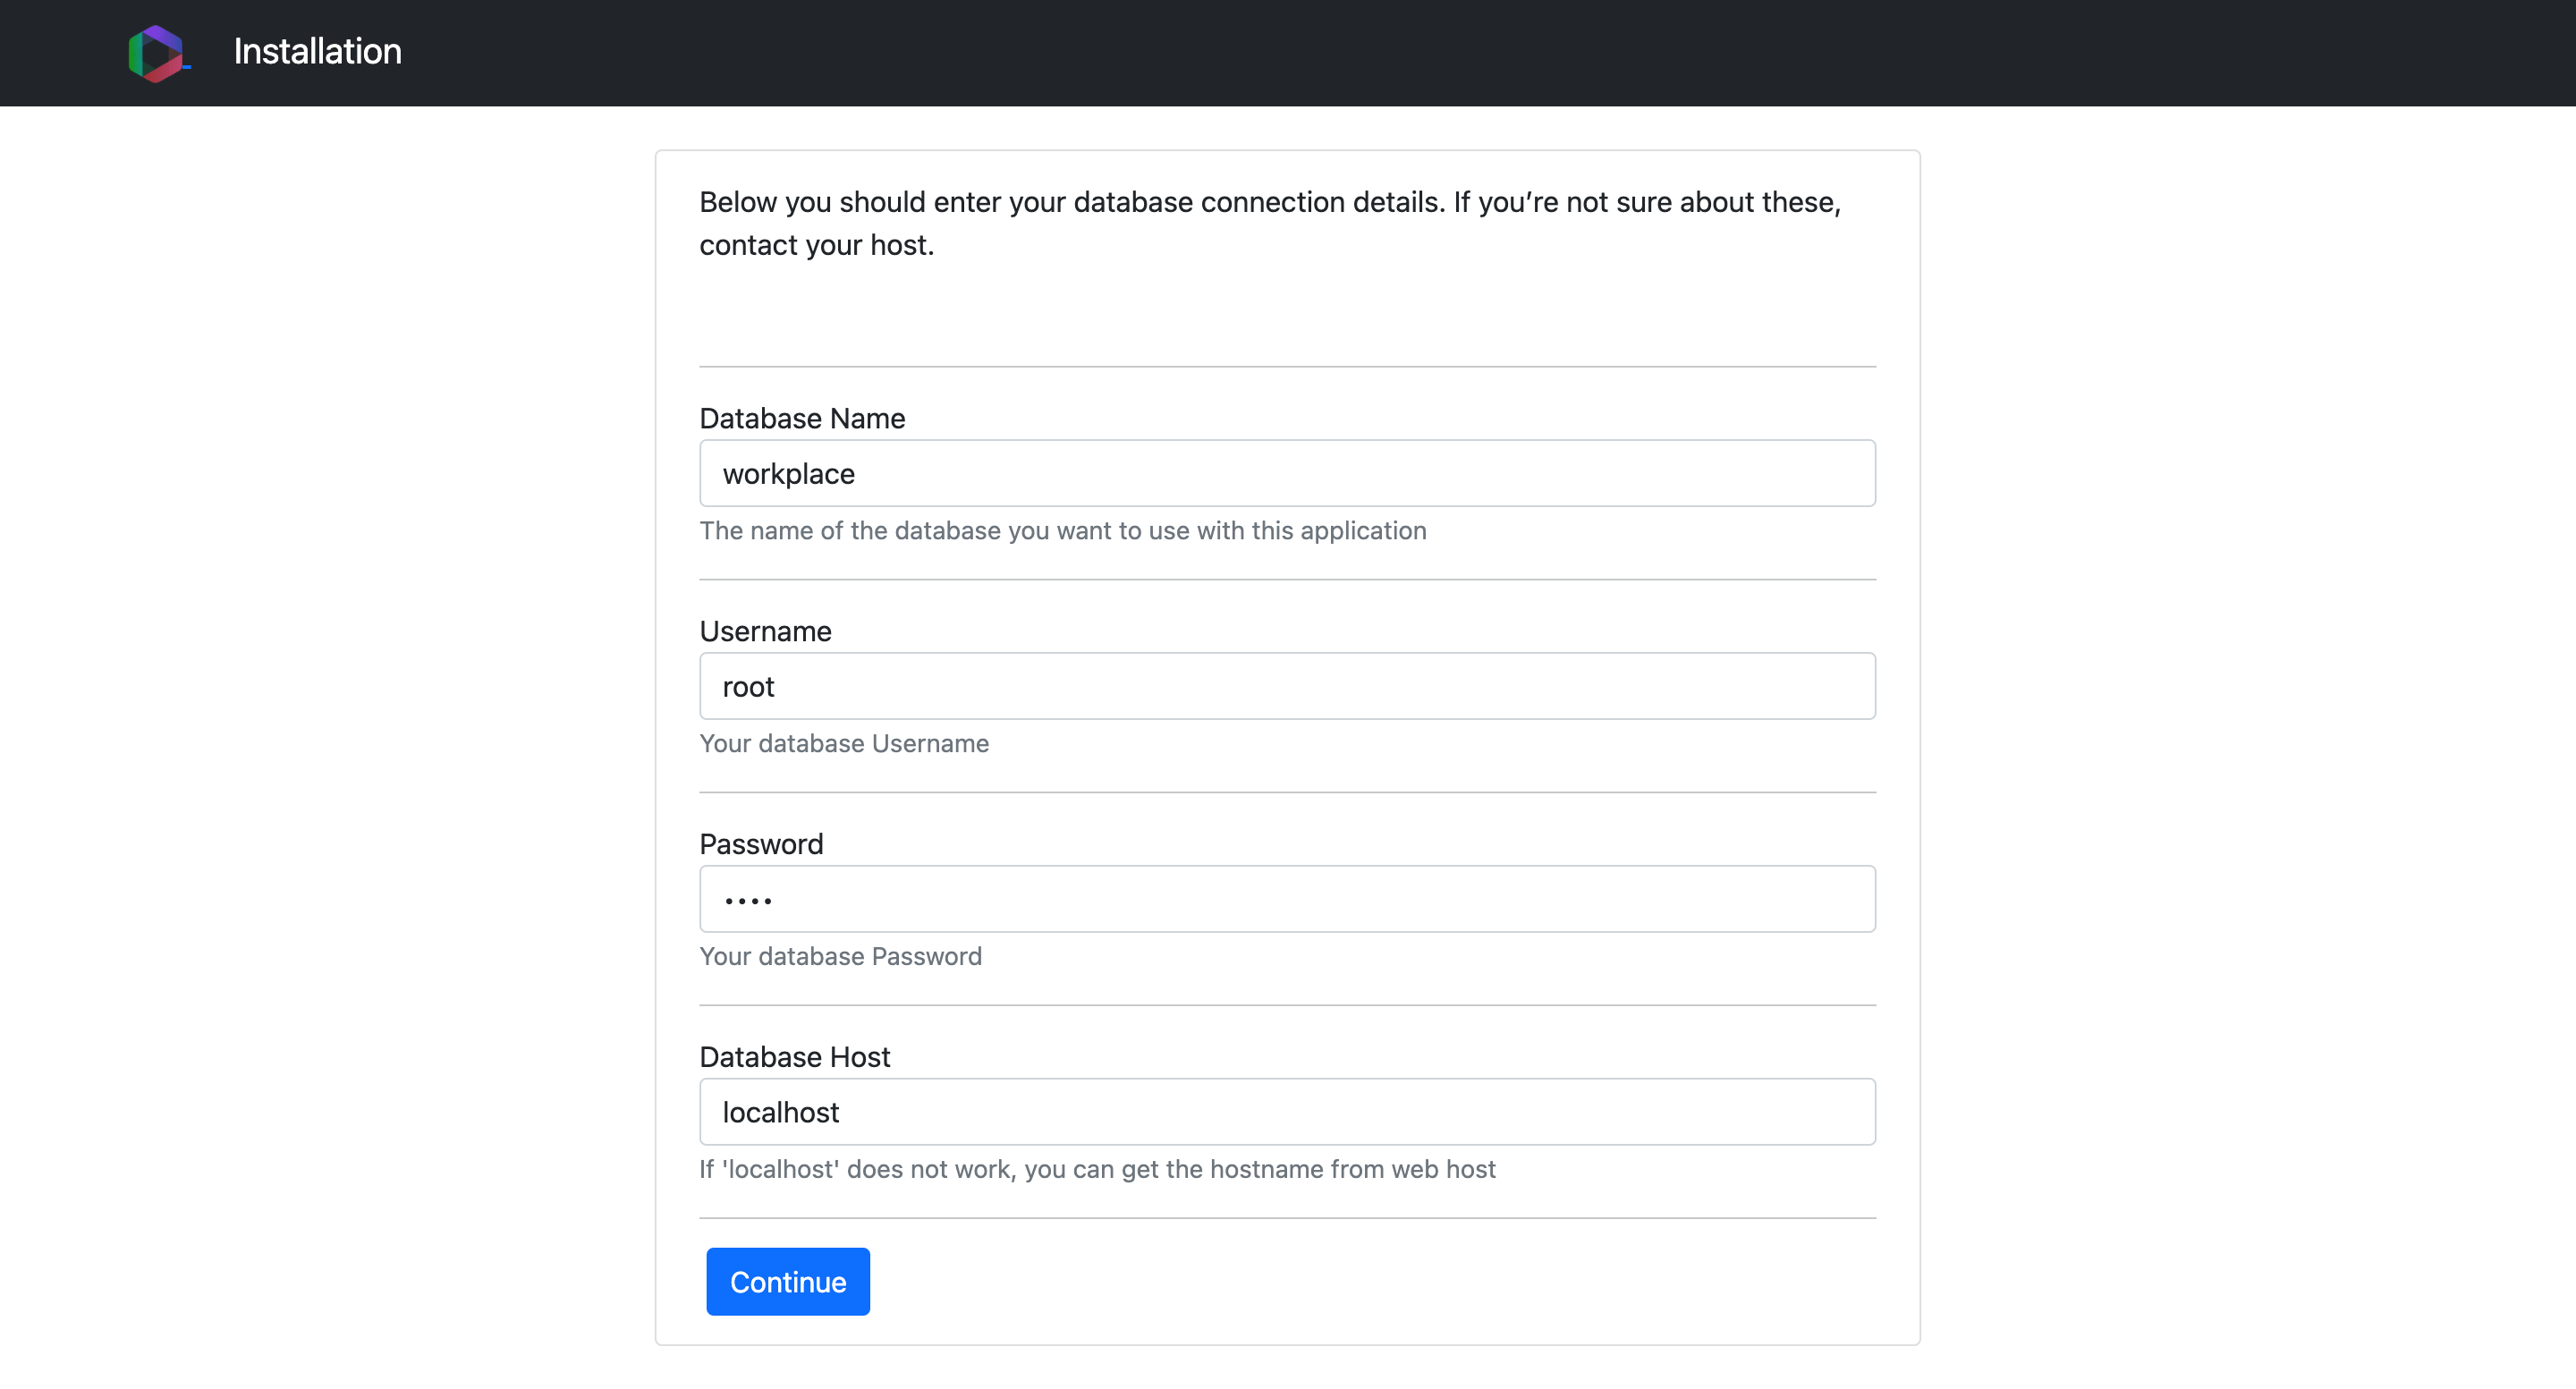 Installation
Below you should enter your database connection details. If you’re not sure about these,
contact your host.
Database Name
workplace
The name of the database you want to use with this application
Username
root
Your database Username
Password
••••
Your database Password
Database Host
localhost
If 'localhost' does not work, you can get the hostname from web host
Continue